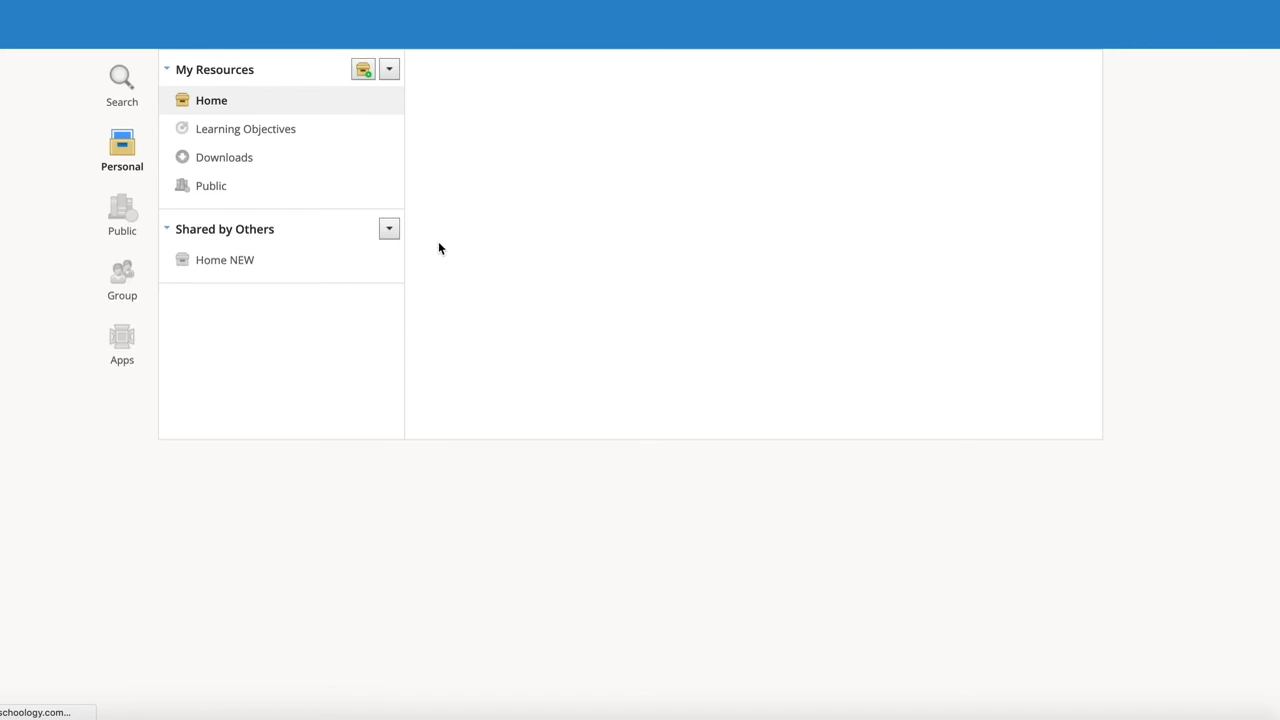 My Resources
Home
Learning Objectives
Downloads
Public
Shared by Others
Home NEW
Search
Personal
Public
Group
Apps
schoology.com...